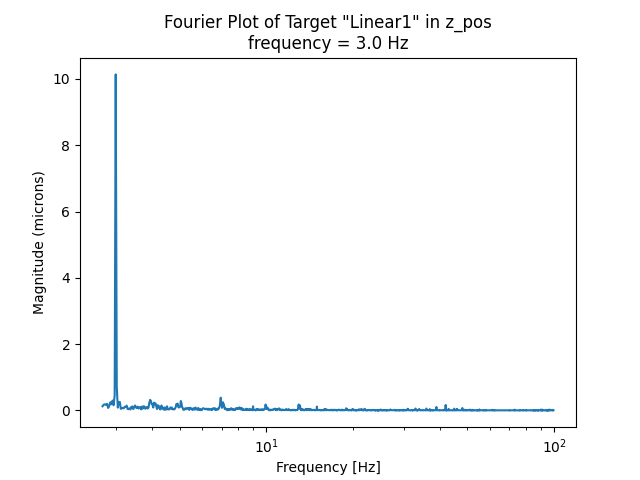 Fourier Plot of Target "Linear1" in z_pos
frequency = 3.0 Hz
10
8
6
4
2
0
Magnitude (microns)
10¹
10²
Frequency [Hz]